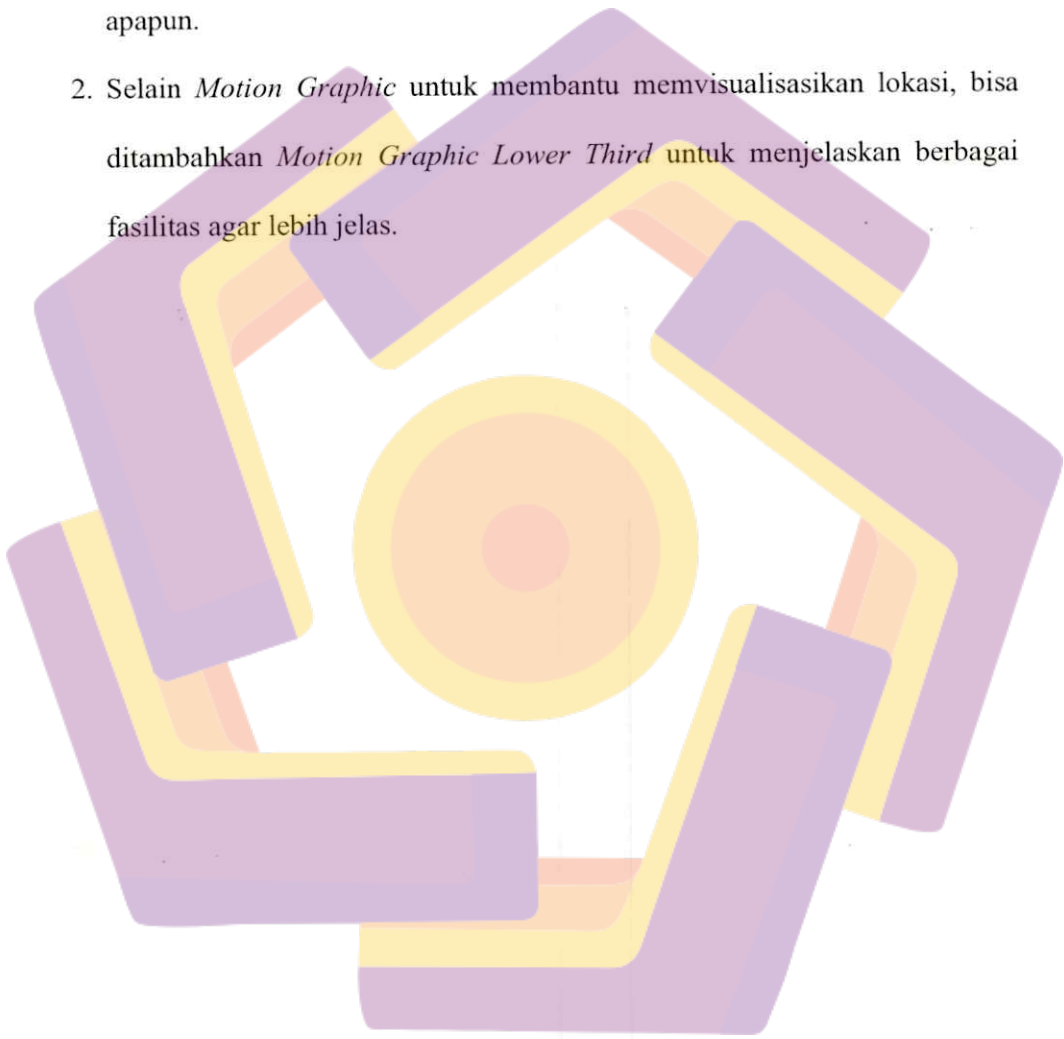 apapun.
2. Selain Motion Graphic untuk membantu memvisualisasikan lokasi, bisa
ditambahkan Motion Graphic Lower Third untuk menjelaskan berbagai
fasilitas agar lebih jelas.